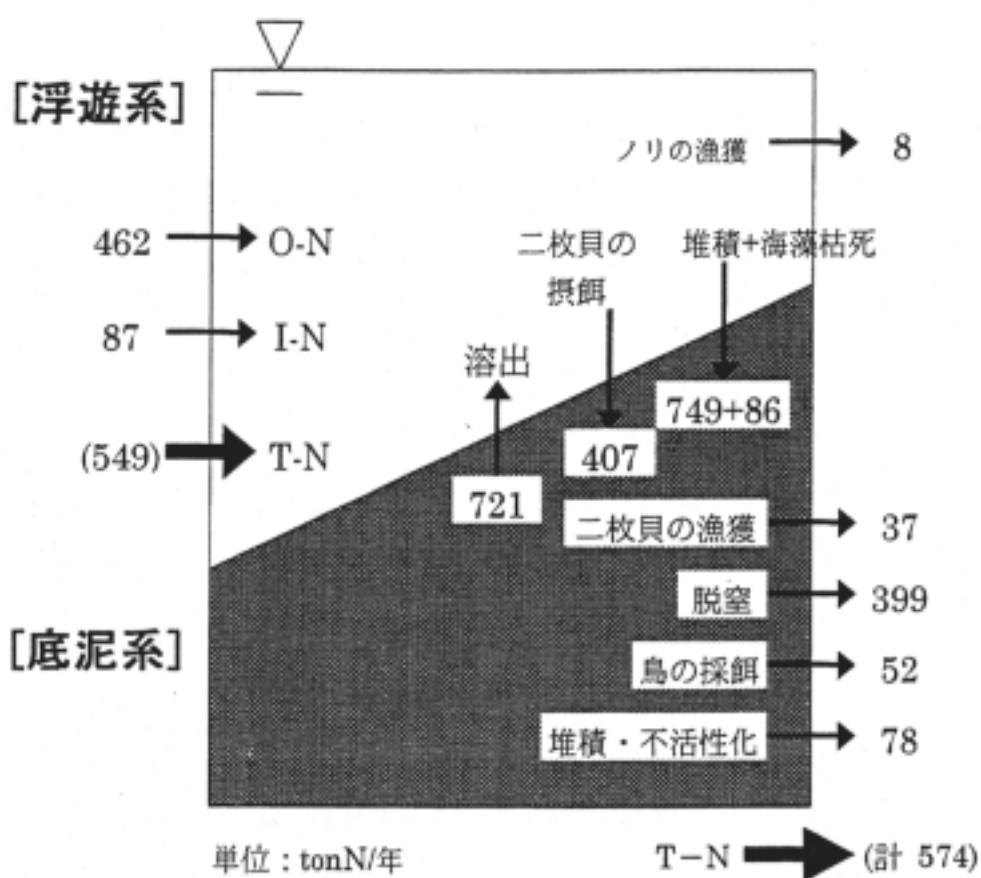 [浮遊系]
ノリの漁獲 8
462 O-N
二枚貝の
摂餌
堆積+海藻枯死
87 I-N
溶出
749+86
(549) T-N
407
721
二枚貝の漁獲 37
脱窒 399
[底泥系]
鳥の採餌 52
堆積・不活性化 78
単位：tonN/年
T-N (計 574)